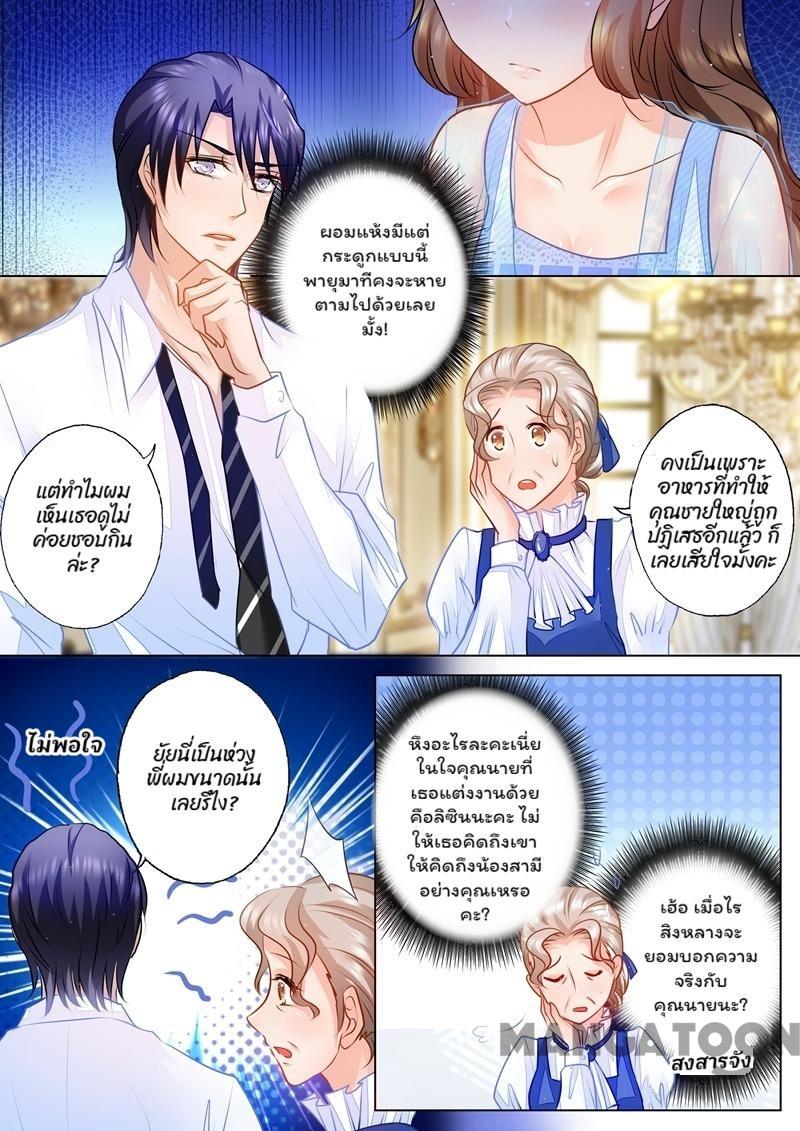 ผอมแห้งมีแต่
กระดูกแบบนี้
พายุมาทีคงจะหาย
ตามไปด้วยเลย
มั้ง!
แต่ทำไมผม
เห็นเธอดูไม่
ค่อยชอบกิน
ล่ะ?
คงเป็นเพราะ
อาหารที่ทำให้
คุณชายใหญ่ถูก
ปฏิเสธอีกแล้ว ก็
เลยเสียใจมั้งคะ
ไม่พอใจ
ยัยนี่เป็นห่วง
พี่ผมขนาดนั้น
เลยรึไง?
หึงอะไรละคะเนี่ย
ในใจคุณนายที่
เธอแต่งงานด้วย
คือลิซินนะคะ ไม่
ให้เธอคิดถึงเขา
ให้คิดถึงน้องสามี
อย่างคุณเหรอ
คะ?
เฮ้อ เมื่อไร
สิงหลางจะ
ยอมบอกความ
จริงกับ
คุณนายนะ?
สงสารจัง
MANGATOON